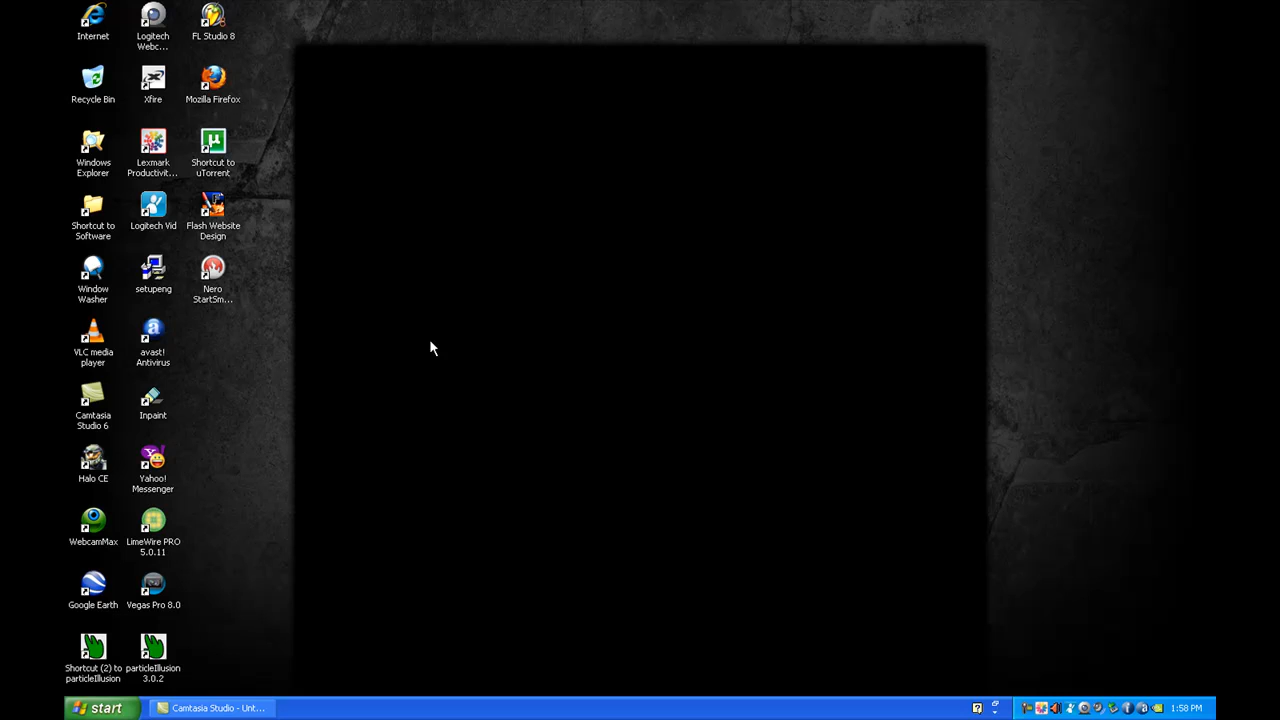 Internet
Logitech
Webc...
FL Studio 8
Recycle Bin
Xfire
Mozilla Firefox
Windows
Explorer
Lexmark
Productivit...
Shortcut to
uTorrent
Shortcut to
Software
Logitech Vid
Flash Website
Design
Window
Washer
setupeng
Nero
StartSm...
VLC media
player
avast!
Antivirus
Camtasia
Studio 6
Inpaint
Halo CE
Yahoo!
Messenger
WebcamMax
LimeWire PRO
5.0.11
Google Earth
Vegas Pro 8.0
Shortcut (2) to
particleIllusion
particleIllusion
3.0.2
start
Camtasia Studio - Unt...
1:58 PM